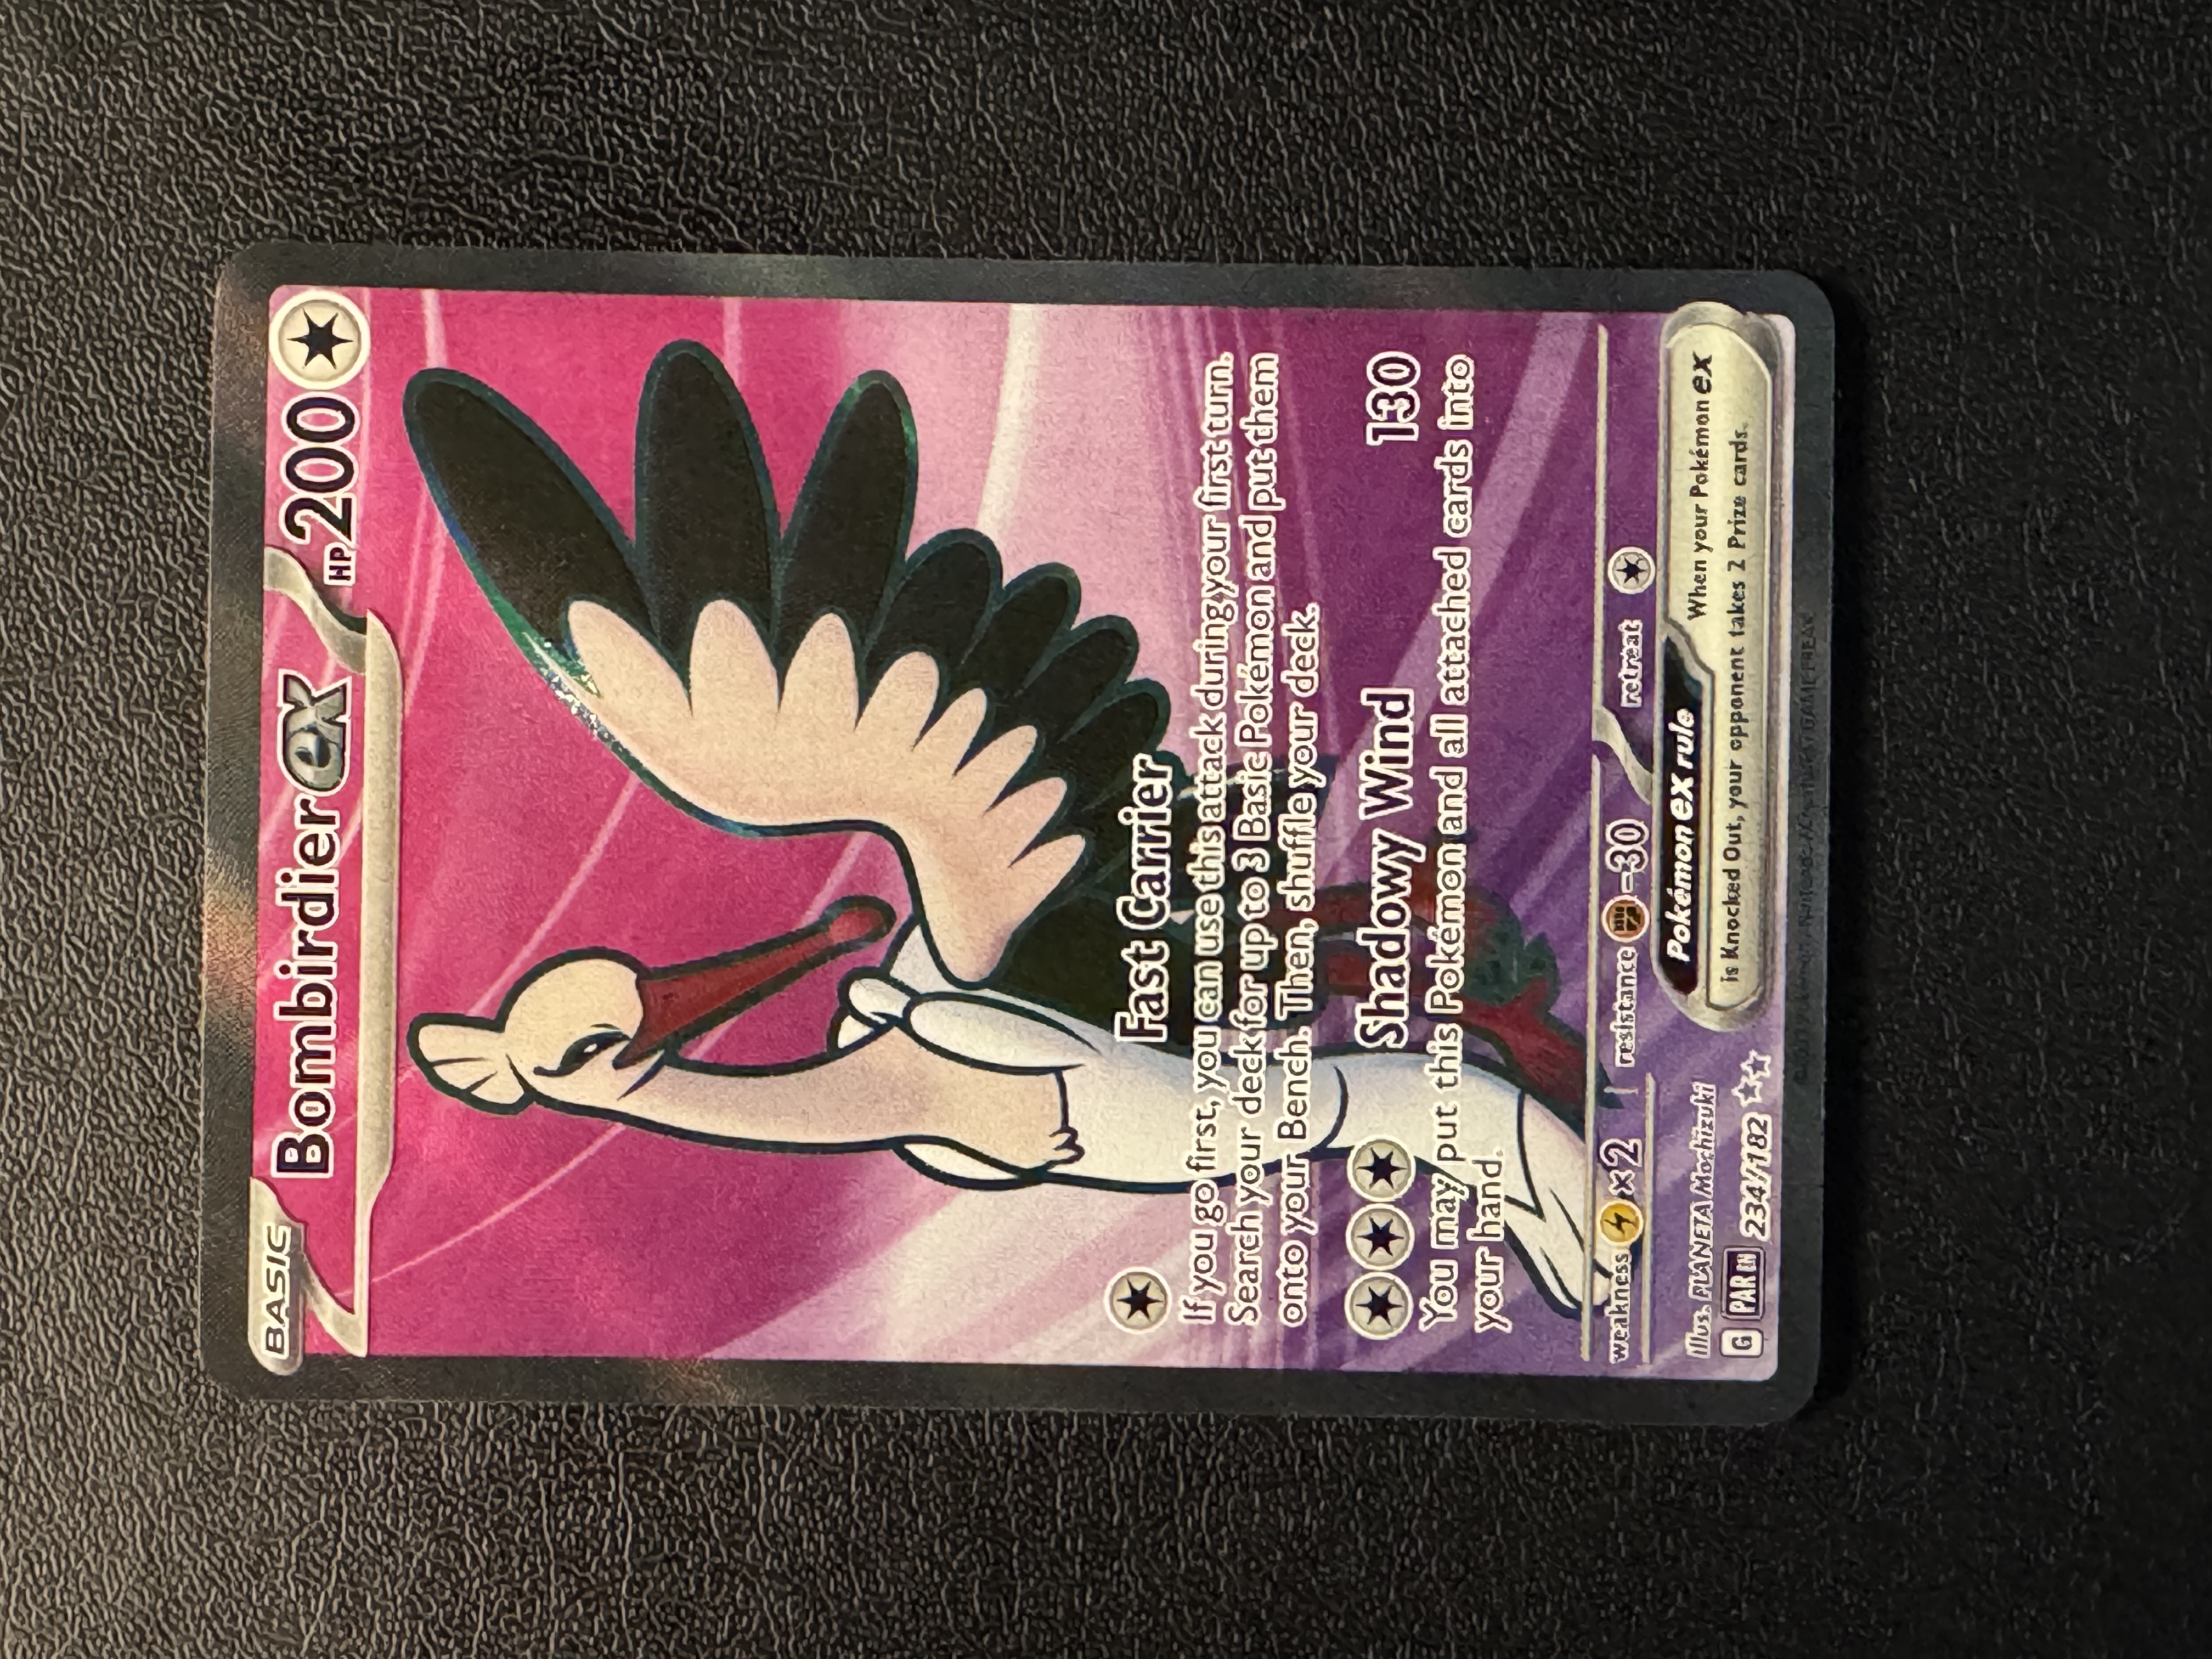 BASIC
Bombirdier ex HP 200
Fast Carrier
If you go first, you can use this attack during your first turn.
Search your deck for up to 3 Basic Pokémon and put them
onto your Bench. Then, shuffle your deck.
Shadowy Wind 130
You may put this Pokémon and all attached cards into
your hand.
weakness ×2 resistance -30 retreat
Illus. PLANETA Mochizuki
G PAR EN 234/182
Pokémon ex rule
When your Pokémon ex
is Knocked Out, your opponent takes 2 Prize cards.